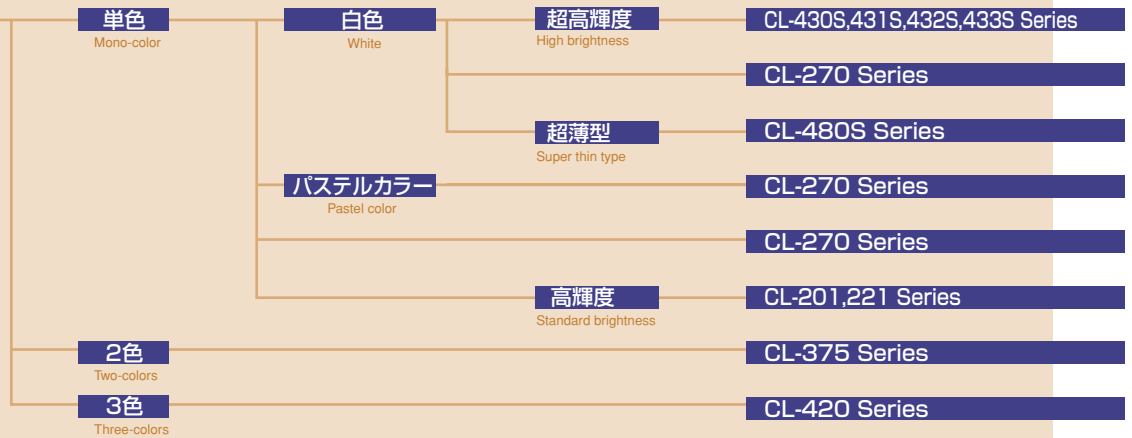 単色
Mono-color
白色
White
超高輝度
High brightness
CL-430S,431S,432S,433S Series
CL-270 Series
超薄型
Super thin type
CL-480S Series
パステルカラー
Pastel color
CL-270 Series
CL-270 Series
高輝度
Standard brightness
CL-201,221 Series
2色
Two-colors
CL-375 Series
3色
Three-colors
CL-420 Series